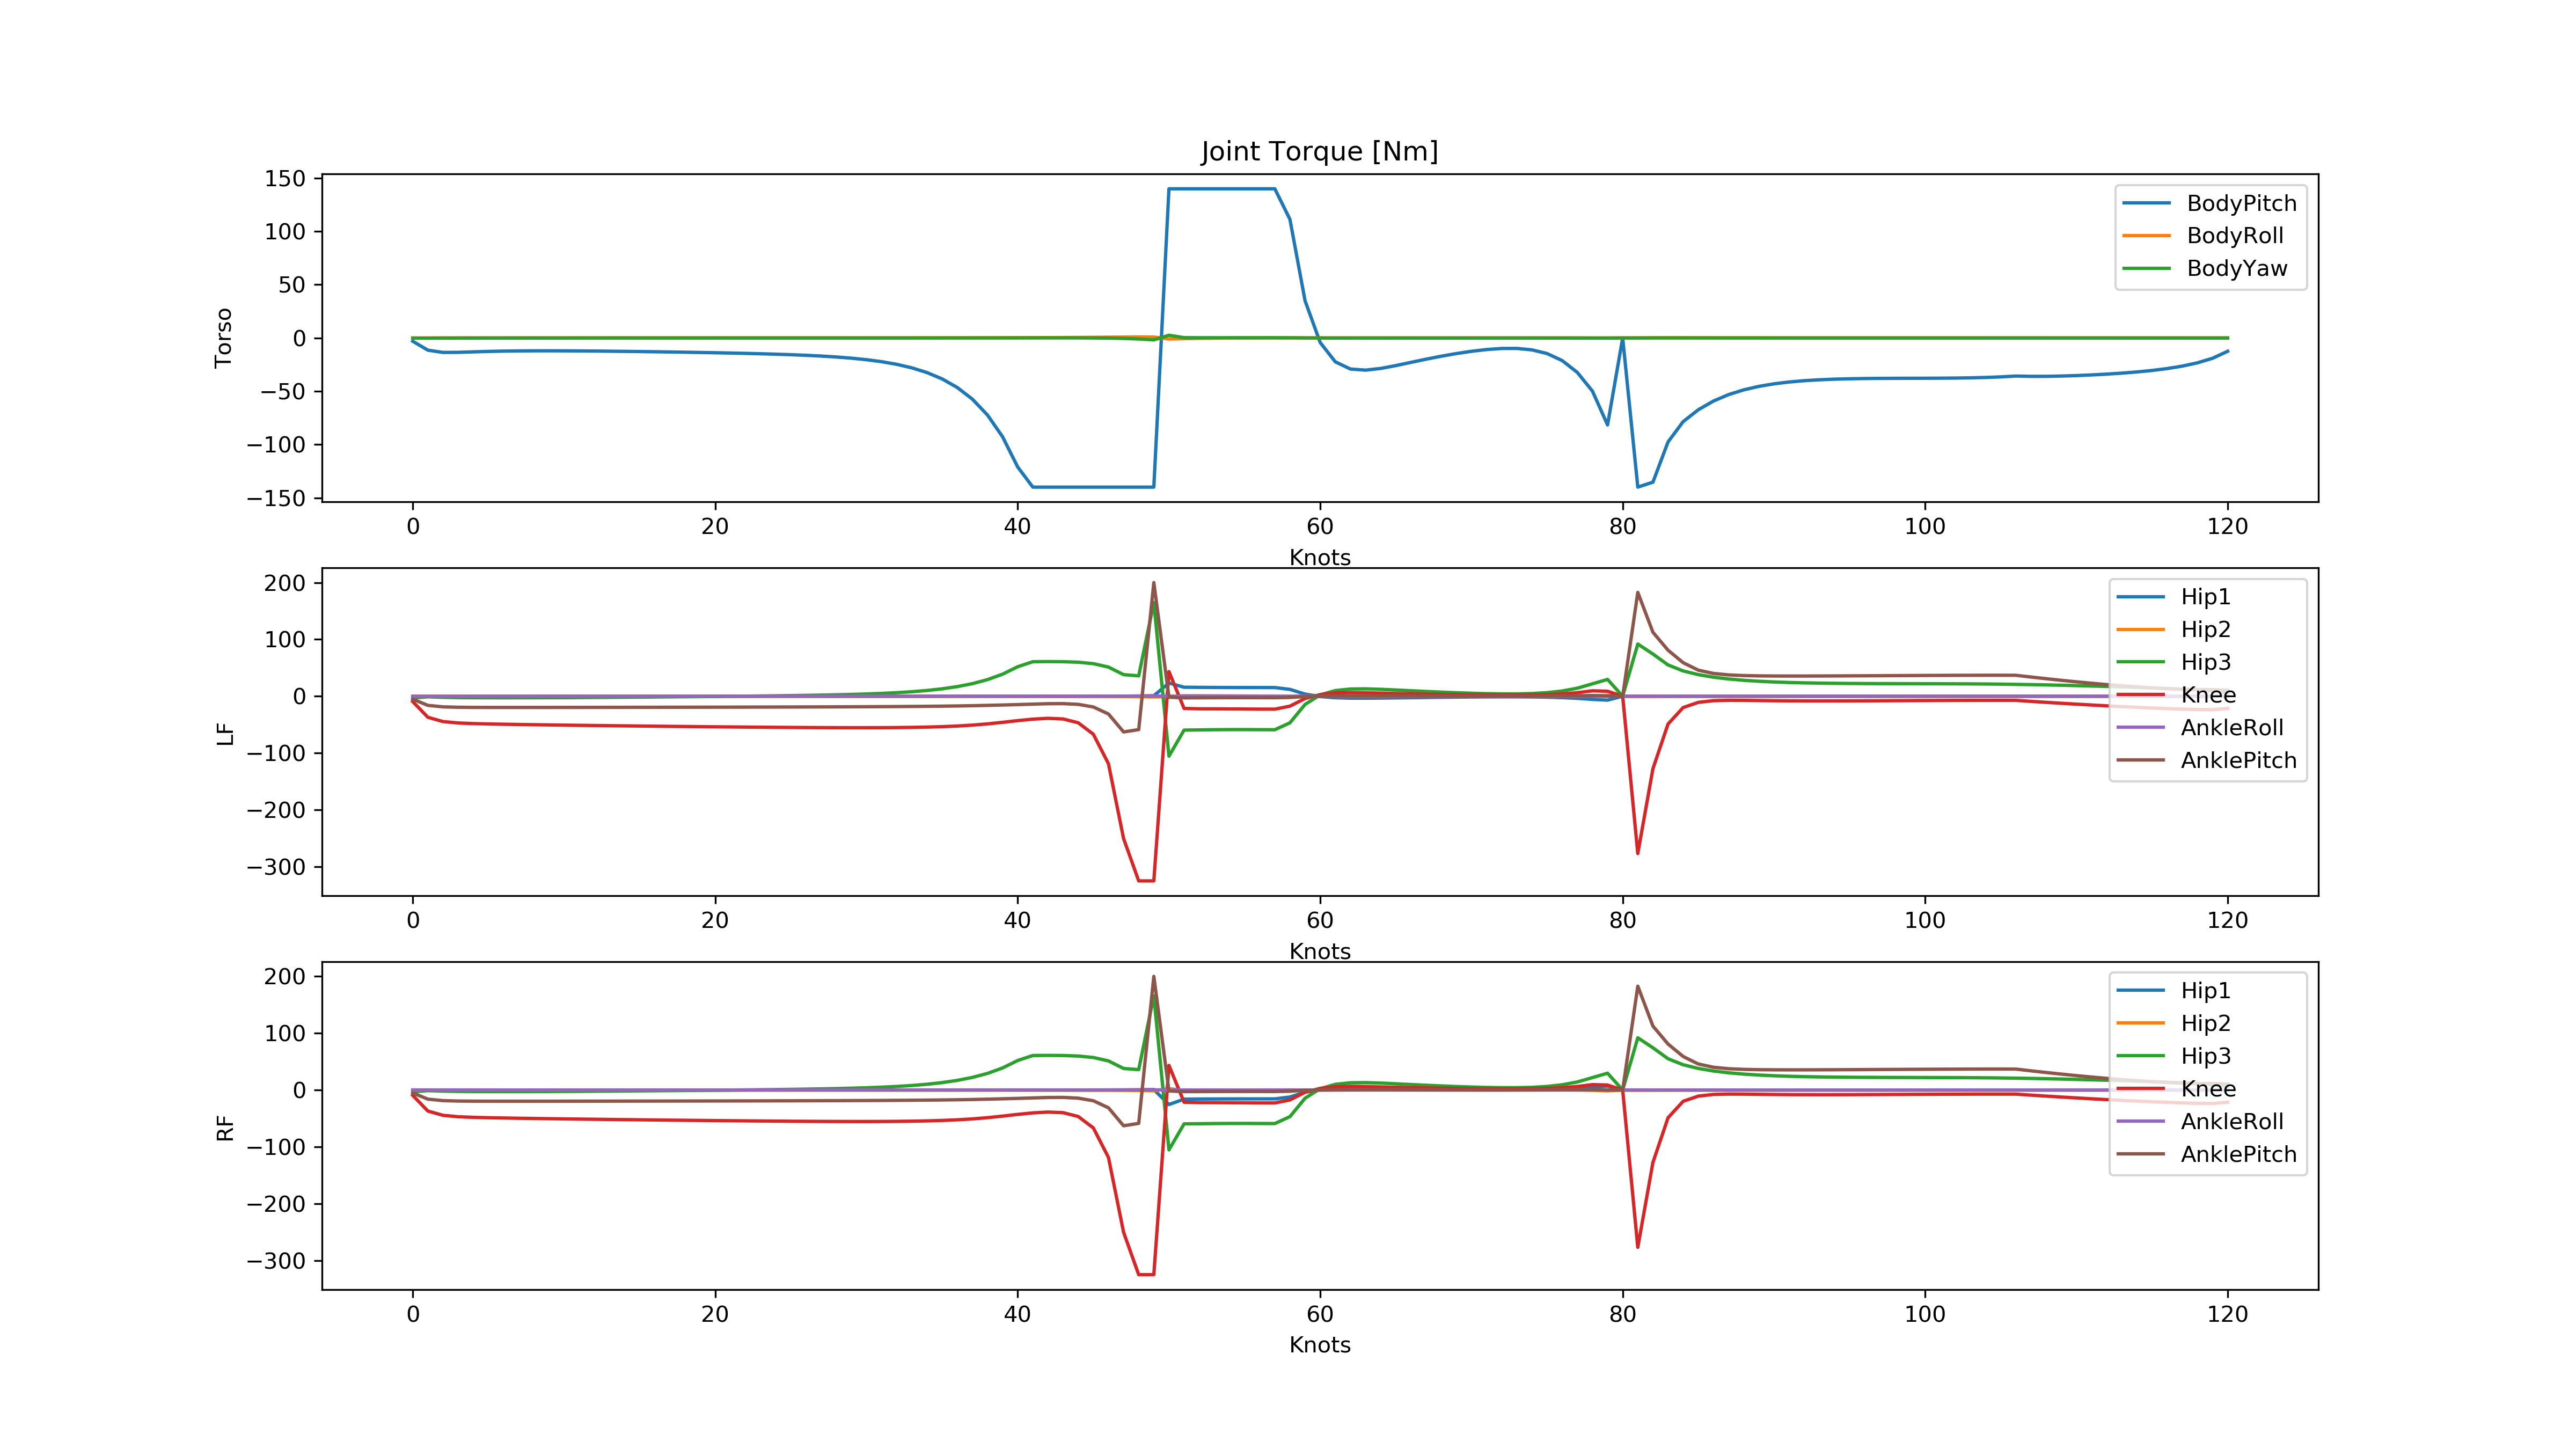 Joint Torque [Nm]
150
100
50
0
−50
−100
−150
Torso
BodyPitch
BodyRoll
BodyYaw
0 20 40 60 80 100 120
Knots
200
100
0
−100
−200
−300
LF
Hip1
Hip2
Hip3
Knee
AnkleRoll
AnklePitch
0 20 40 60 80 100 120
Knots
200
100
0
−100
−200
−300
RF
Hip1
Hip2
Hip3
Knee
AnkleRoll
AnklePitch
0 20 40 60 80 100 120
Knots